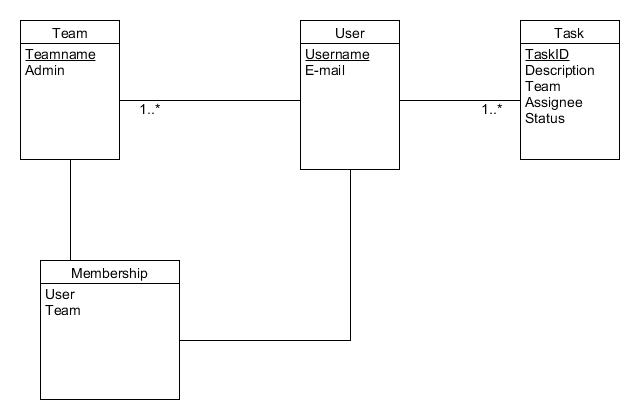 Team
Teamname
Admin
1..*
User
Username
E-mail
1..*
Task
TaskID
Description
Team
Assignee
Status
Membership
User
Team